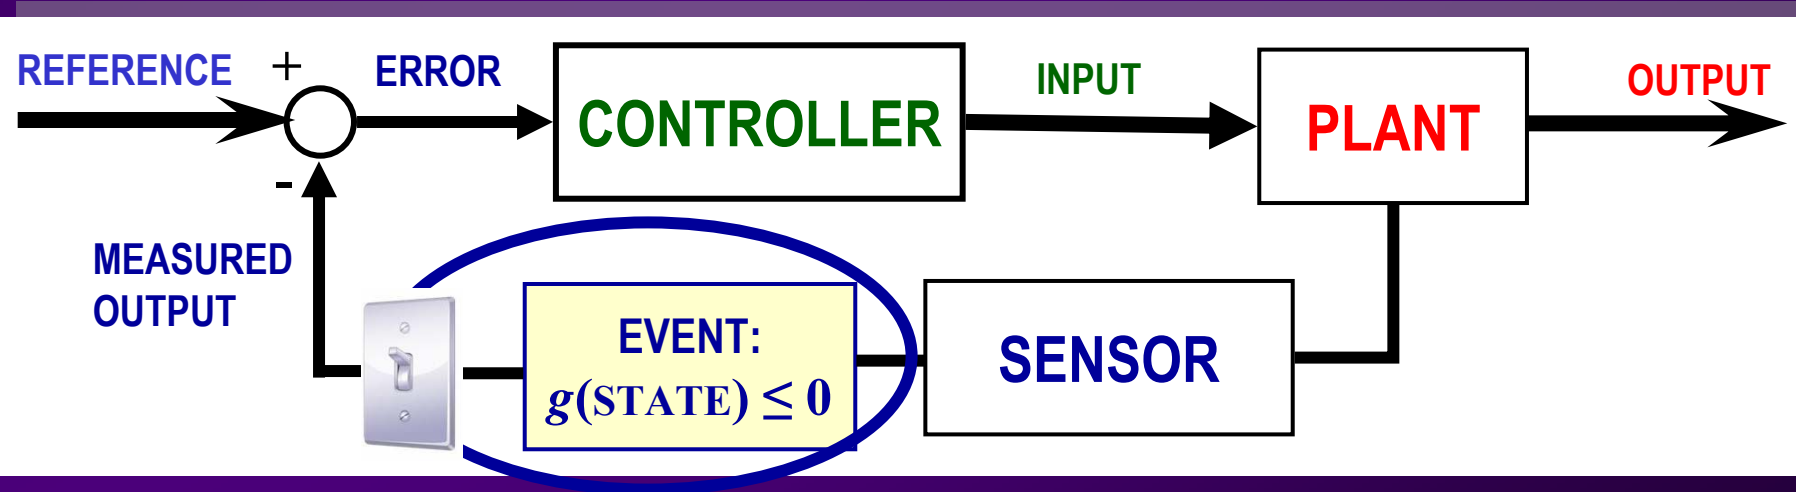 REFERENCE
+
ERROR
CONTROLLER
INPUT
PLANT
OUTPUT
-
MEASURED
OUTPUT
EVENT:
g(STATE) ≤ 0
SENSOR